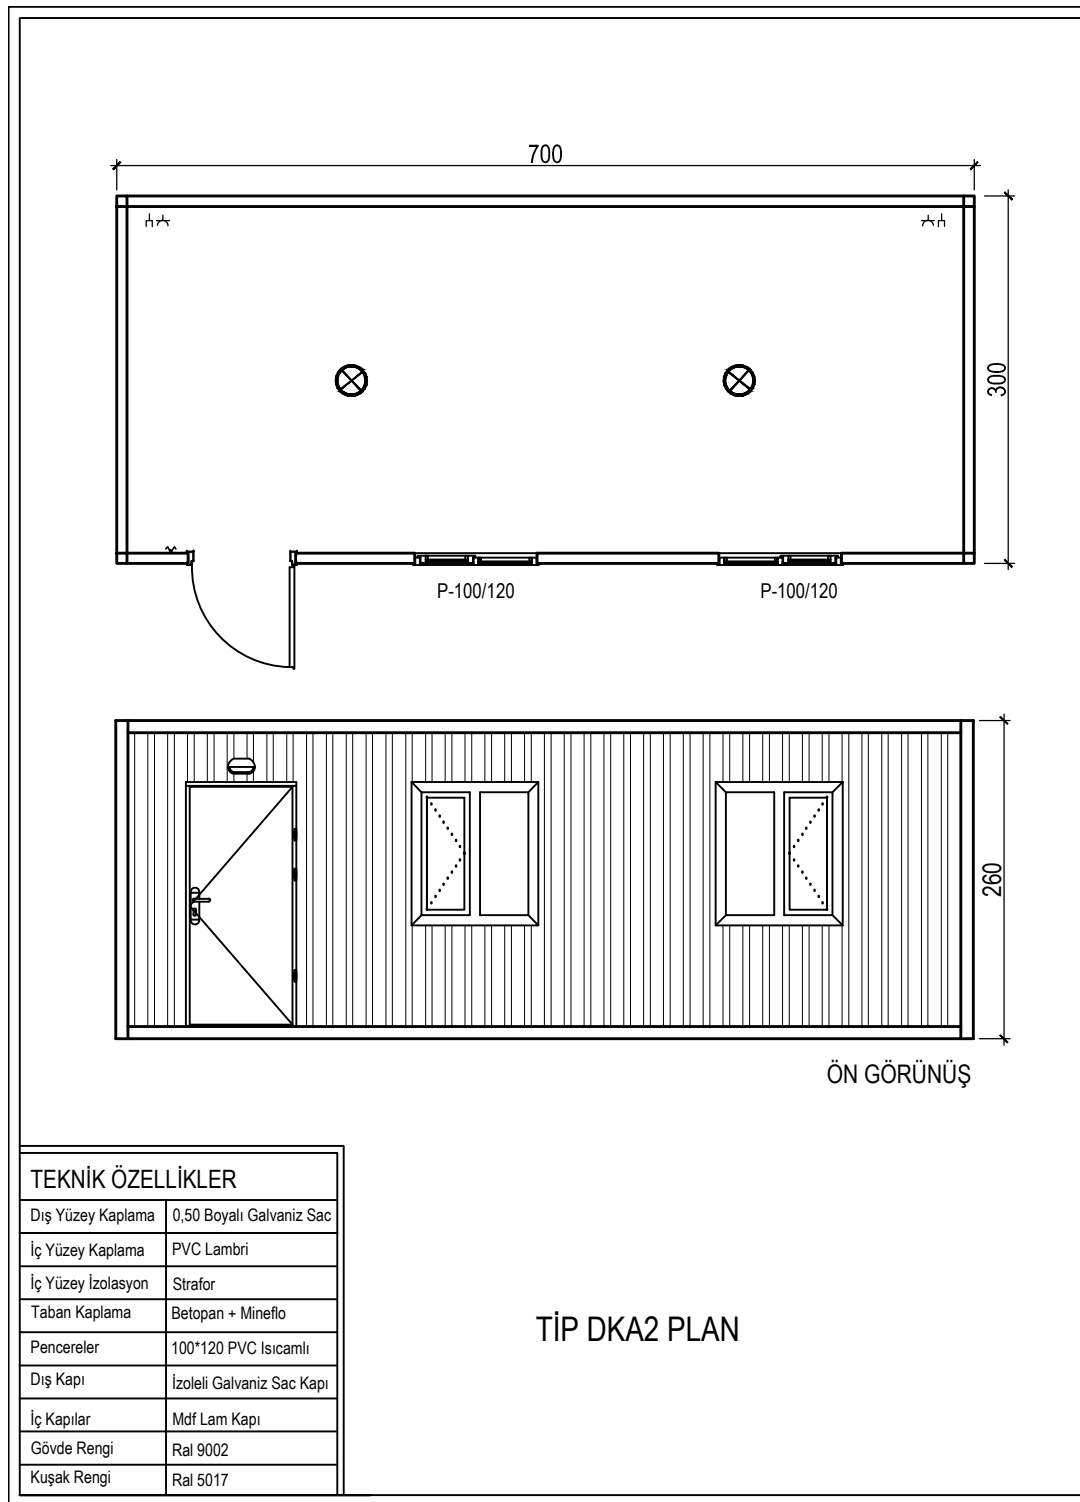 700
300
P-100/120
P-100/120
260
ÖN GÖRÜNÜŞ
TEKNİK ÖZELLİKLER
Dış Yüzey Kaplama 0,50 Boyalı Galvaniz Sac
İç Yüzey Kaplama PVC Lambri
İç Yüzey İzolasyon Strafor
Taban Kaplama Betopan + Mineflo
Pencereler 100*120 PVC Isıcamlı
Dış Kapı İzoleli Galvaniz Sac Kapı
İç Kapılar Mdf Lam Kapı
Gövde Rengi Ral 9002
Kuşak Rengi Ral 5017
TİP DKA2 PLAN